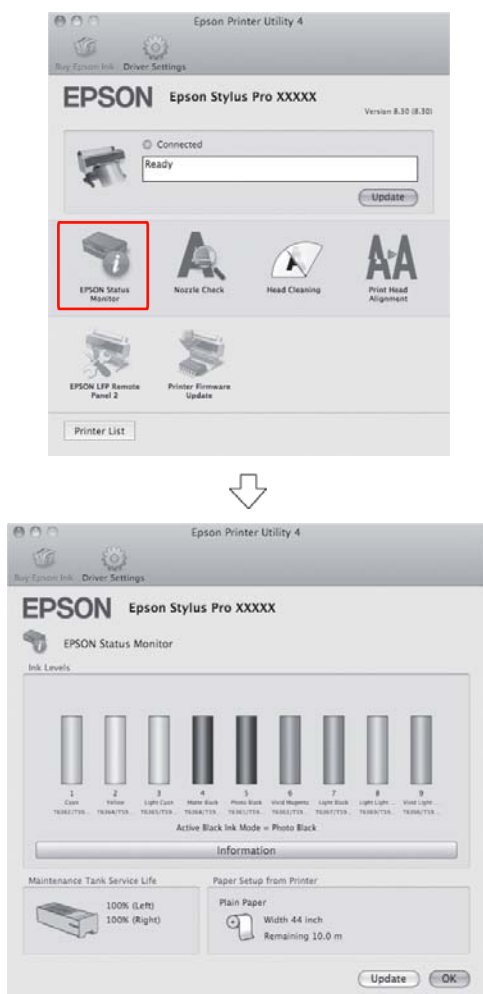 Epson Printer Utility 4
Buy Epson Ink Driver Settings
EPSON Epson Stylus Pro XXXXX
Version 8.30 (8.30)
Connected
Ready
Update
EPSON Status Monitor
Nozzle Check
Head Cleaning
Print Head Alignment
EPSON LFP Remote Panel 2
Printer Firmware Update
Printer List
Epson Printer Utility 4
Buy Epson Ink Driver Settings
EPSON Epson Stylus Pro XXXXX
EPSON Status Monitor
Ink Levels
1 2 3 4 5 6 7 8 9
Cyan Yellow Light Cyan Matte Black Photo Black Vivid Magenta Light Black Light Light ... Vivid Light ...
Active Black Ink Mode = Photo Black
Information
Maintenance Tank Service Life
100% (Left)
100% (Right)
Paper Setup from Printer
Plain Paper
Width 44 inch
Remaining 10.0 m
Update OK